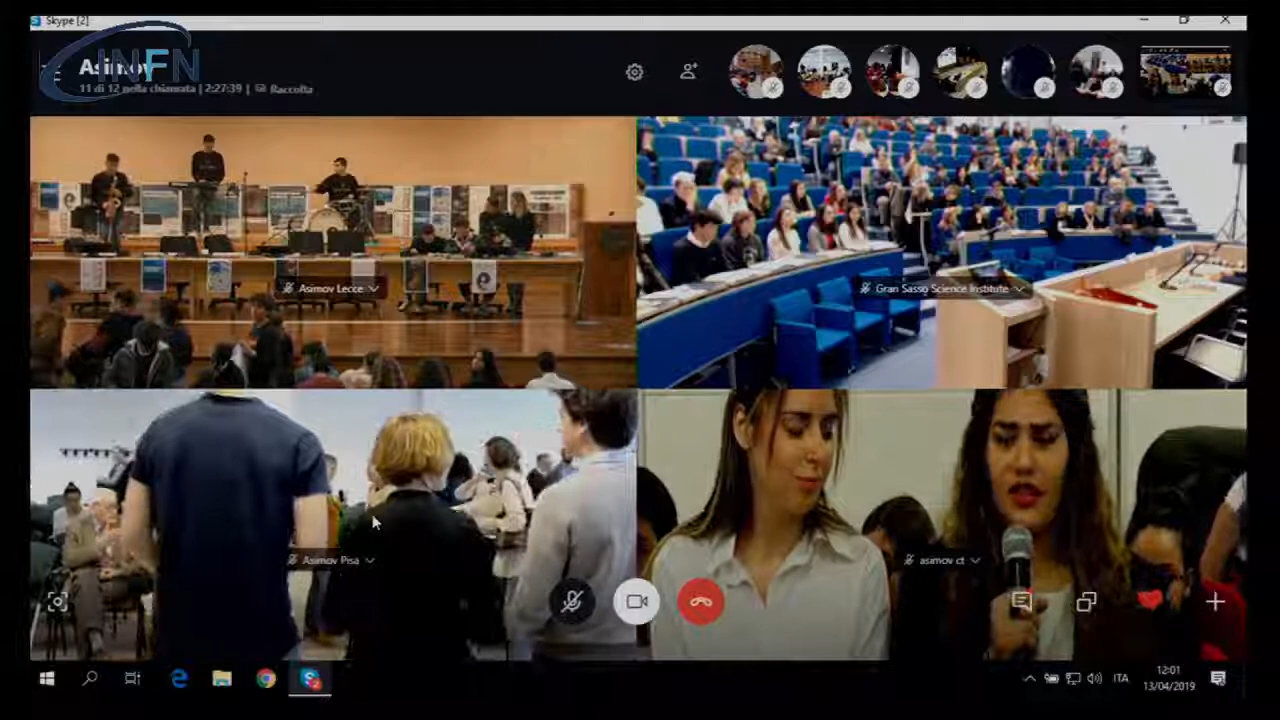 Skype [2]
INFN
Asimov
11 di 12 nella chiamata | 2:27:39 | Raccolta
Asimov Lecce
Gran Sasso Science Institute
Asimov Pisa
asimov ct
ITA
12:01
13/04/2019